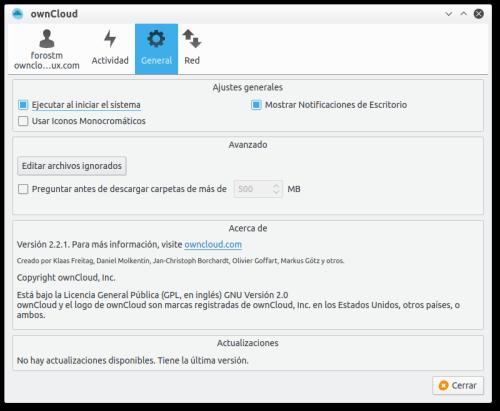 ownCloud
forostm
ownclo...ux.com
Actividad
General
Red
Ajustes generales
Ejecutar al iniciar el sistema
Mostrar Notificaciones de Escritorio
Usar Iconos Monocromáticos
Avanzado
Editar archivos ignorados
Preguntar antes de descargar carpetas de más de 500 MB
Acerca de
Versión 2.2.1. Para más información, visite owncloud.com
Creado por Klaas Freitag, Daniel Molkentin, Jan-Christoph Borchardt, Olivier Goffart, Markus Götz y otros.
Copyright ownCloud, Inc.
Está bajo la Licencia General Pública (GPL, en inglés) GNU Versión 2.0
ownCloud y el logo de ownCloud son marcas registradas de ownCloud, Inc. en los Estados Unidos, otros países, o
ambos.
Actualizaciones
No hay actualizaciones disponibles. Tiene la última versión.
Cerrar